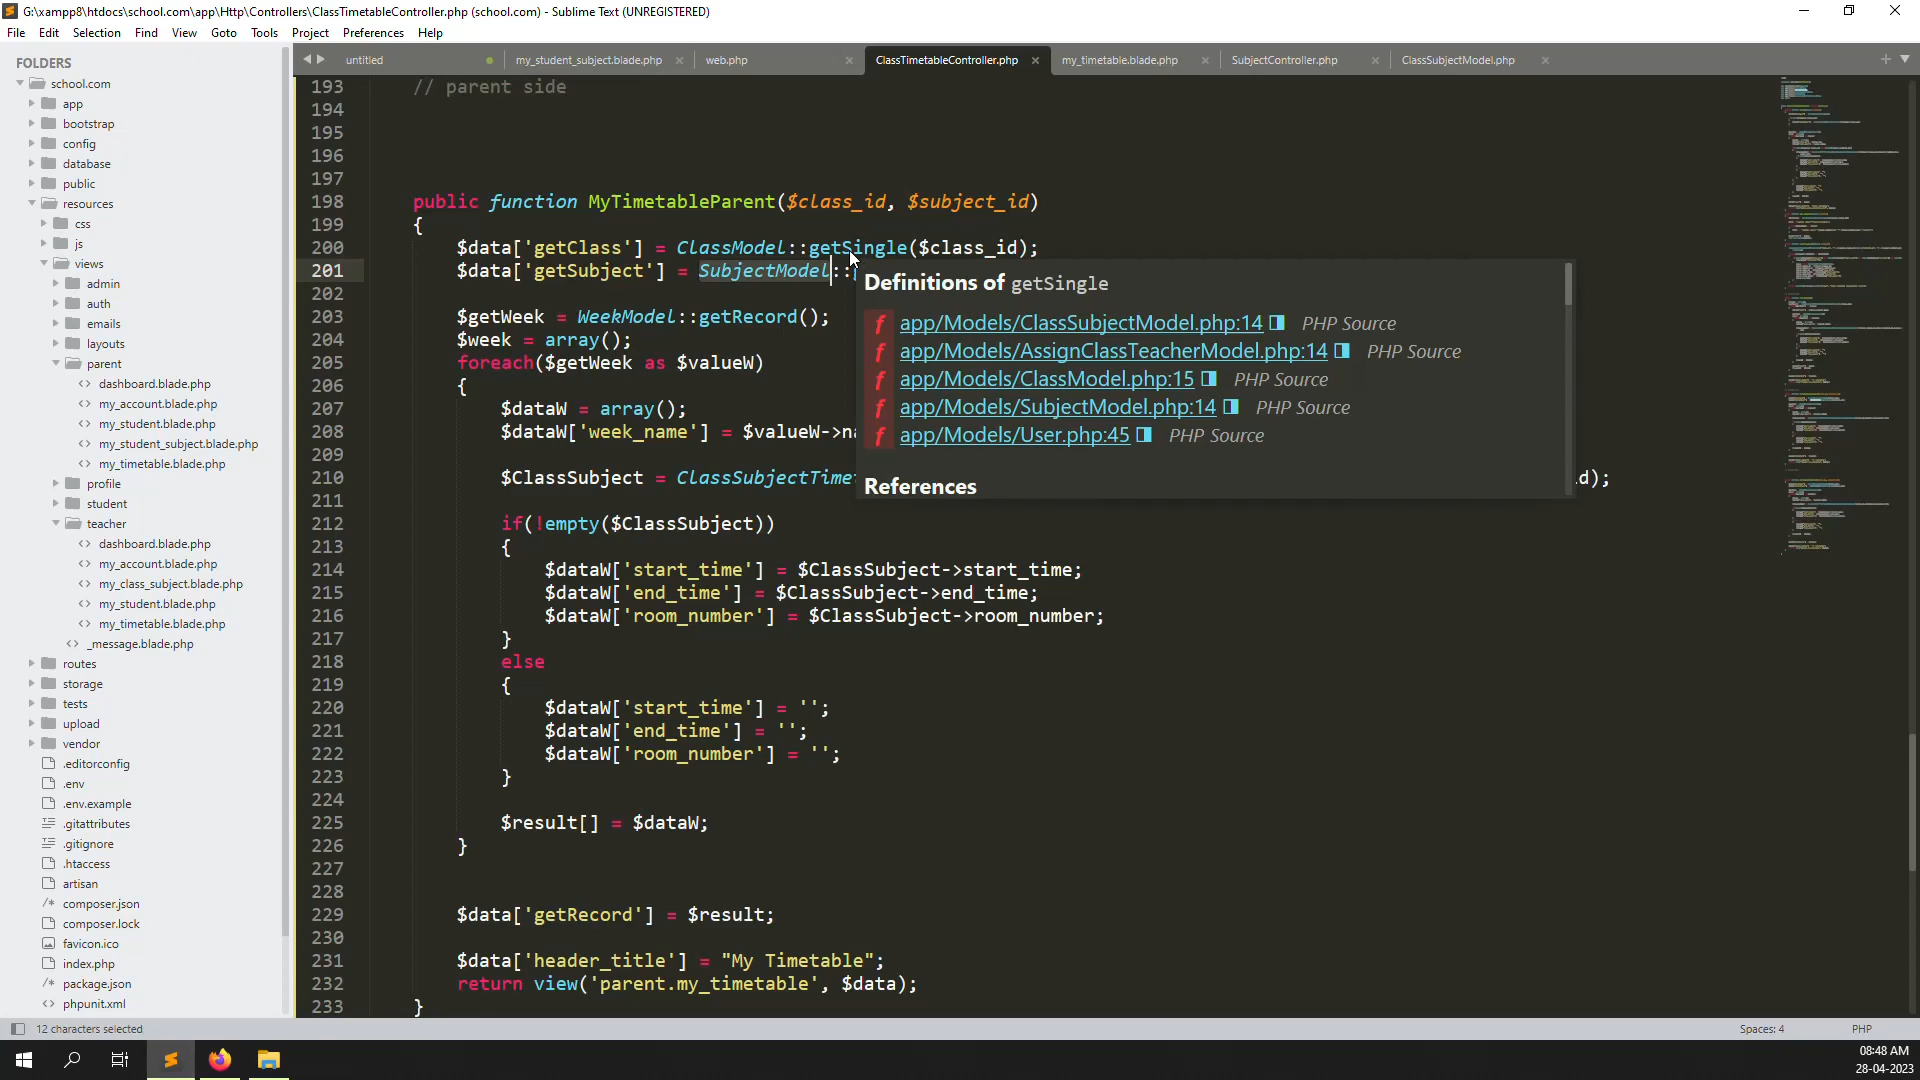 G:\xampp8\htdocs\school.com\app\Http\Controllers\ClassTimetableController.php (school.com) - Sublime Text (UNREGISTERED)
File Edit Selection Find View Goto Tools Project Preferences Help
FOLDERS
school.com
app
bootstrap
config
database
public
resources
css
js
views
admin
auth
emails
layouts
parent
dashboard.blade.php
my_account.blade.php
my_student.blade.php
my_student_subject.blade.php
my_timetable.blade.php
profile
student
teacher
dashboard.blade.php
my_account.blade.php
my_class_subject.blade.php
my_student.blade.php
my_timetable.blade.php
_message.blade.php
routes
storage
tests
upload
vendor
.editorconfig
.env
.env.example
.gitattributes
.gitignore
.htaccess
artisan
composer.json
composer.lock
favicon.ico
index.php
package.json
phpunit.xml
untitled my_student_subject.blade.php web.php ClassTimetableController.php my_timetable.blade.php SubjectController.php ClassSubjectModel.php
193 // parent side
194
195
196
197
198 public function MyTimetableParent($class_id, $subject_id)
199 {
200 $data['getClass'] = ClassModel::getSingle($class_id);
201 $data['getSubject'] = SubjectModel::
202
203 $getWeek = WeekModel::getRecord();
204 $week = array();
205 foreach($getWeek as $valueW)
206 {
207 $dataW = array();
208 $dataW['week_name'] = $valueW->na
209
210 $ClassSubject = ClassSubjectTime d);
211
212 if(!empty($ClassSubject))
213 {
214 $dataW['start_time'] = $ClassSubject->start_time;
215 $dataW['end_time'] = $ClassSubject->end_time;
216 $dataW['room_number'] = $ClassSubject->room_number;
217 }
218 else
219 {
220 $dataW['start_time'] = '';
221 $dataW['end_time'] = '';
222 $dataW['room_number'] = '';
223 }
224
225 $result[] = $dataW;
226 }
227
228
229 $data['getRecord'] = $result;
230
231 $data['header_title'] = "My Timetable";
232 return view('parent.my_timetable', $data);
233 }
Definitions of getSingle
f app/Models/ClassSubjectModel.php:14 PHP Source
f app/Models/AssignClassTeacherModel.php:14 PHP Source
f app/Models/ClassModel.php:15 PHP Source
f app/Models/SubjectModel.php:14 PHP Source
f app/Models/User.php:45 PHP Source
References
12 characters selected Spaces: 4 PHP
08:48 AM
28-04-2023